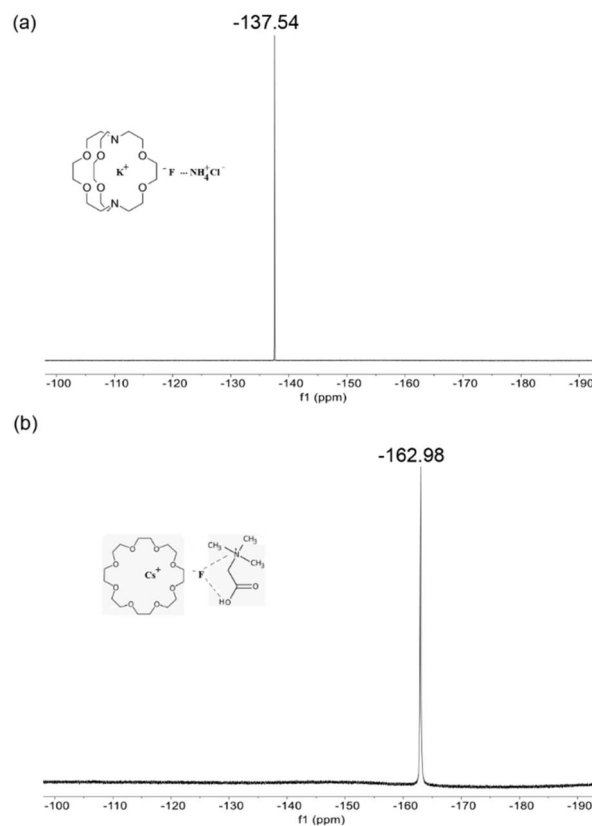 (a)
-137.54
N
O O O
K⁺ ⁻F ... NH₄⁺Cl⁻
O O O
N
-100 -110 -120 -130 -140 -150 -160 -170 -180 -190
f1 (ppm)
(b)
-162.98
O O
CH₃ CH₃
O O N⁺ CH₃
Cs⁺ ⁻F
O O O
O O HO
-100 -110 -120 -130 -140 -150 -160 -170 -180 -190
f1 (ppm)